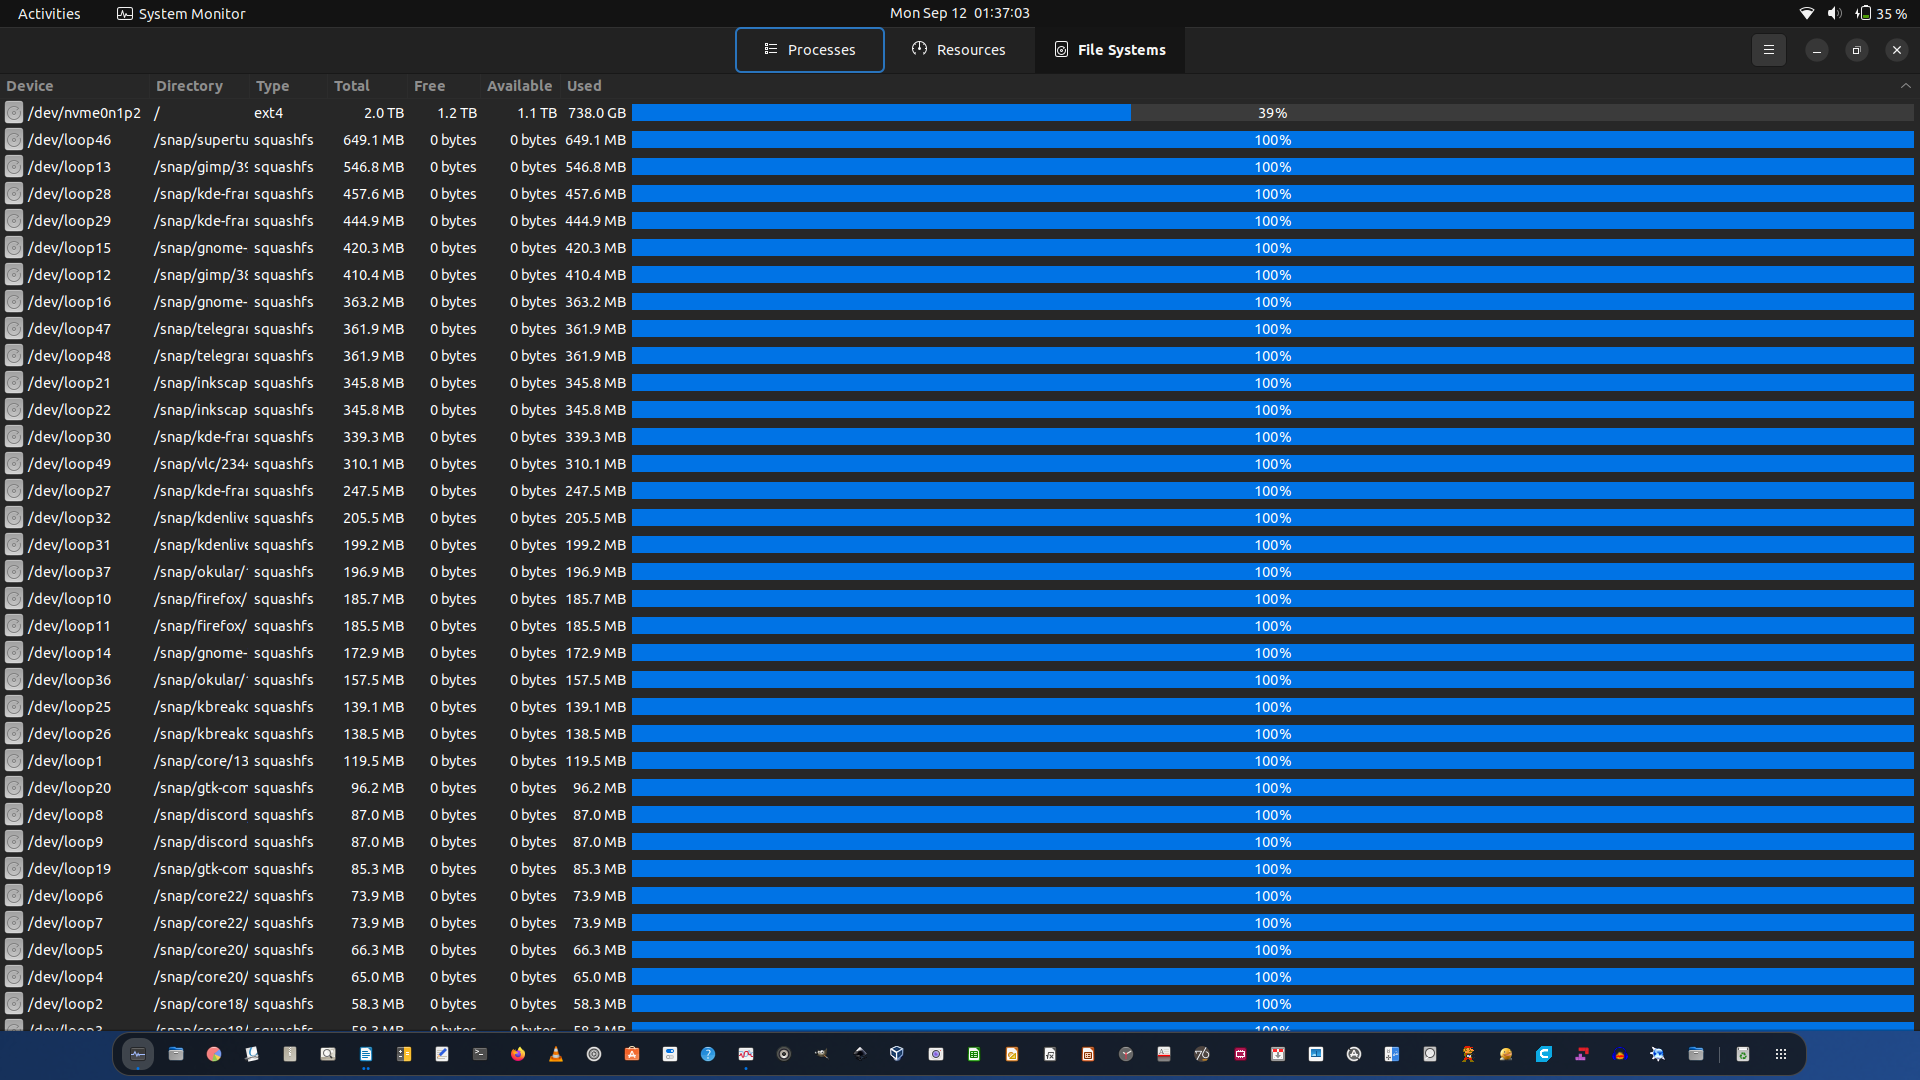 Activities System Monitor Mon Sep 12 01:37:03 35 %
Processes Resources File Systems
Device Directory Type Total Free Available Used
/dev/nvme0n1p2 / ext4 2.0 TB 1.2 TB 1.1 TB 738.0 GB 39%
/dev/loop46 /snap/supertu squashfs 649.1 MB 0 bytes 0 bytes 649.1 MB 100%
/dev/loop13 /snap/gimp/39 squashfs 546.8 MB 0 bytes 0 bytes 546.8 MB 100%
/dev/loop28 /snap/kde-frar squashfs 457.6 MB 0 bytes 0 bytes 457.6 MB 100%
/dev/loop29 /snap/kde-frar squashfs 444.9 MB 0 bytes 0 bytes 444.9 MB 100%
/dev/loop15 /snap/gnome- squashfs 420.3 MB 0 bytes 0 bytes 420.3 MB 100%
/dev/loop12 /snap/gimp/38 squashfs 410.4 MB 0 bytes 0 bytes 410.4 MB 100%
/dev/loop16 /snap/gnome- squashfs 363.2 MB 0 bytes 0 bytes 363.2 MB 100%
/dev/loop47 /snap/telegrar squashfs 361.9 MB 0 bytes 0 bytes 361.9 MB 100%
/dev/loop48 /snap/telegrar squashfs 361.9 MB 0 bytes 0 bytes 361.9 MB 100%
/dev/loop21 /snap/inkscap squashfs 345.8 MB 0 bytes 0 bytes 345.8 MB 100%
/dev/loop22 /snap/inkscap squashfs 345.8 MB 0 bytes 0 bytes 345.8 MB 100%
/dev/loop30 /snap/kde-frar squashfs 339.3 MB 0 bytes 0 bytes 339.3 MB 100%
/dev/loop49 /snap/vlc/2344 squashfs 310.1 MB 0 bytes 0 bytes 310.1 MB 100%
/dev/loop27 /snap/kde-frar squashfs 247.5 MB 0 bytes 0 bytes 247.5 MB 100%
/dev/loop32 /snap/kdenlive squashfs 205.5 MB 0 bytes 0 bytes 205.5 MB 100%
/dev/loop31 /snap/kdenlive squashfs 199.2 MB 0 bytes 0 bytes 199.2 MB 100%
/dev/loop37 /snap/okular/1 squashfs 196.9 MB 0 bytes 0 bytes 196.9 MB 100%
/dev/loop10 /snap/firefox/ squashfs 185.7 MB 0 bytes 0 bytes 185.7 MB 100%
/dev/loop11 /snap/firefox/ squashfs 185.5 MB 0 bytes 0 bytes 185.5 MB 100%
/dev/loop14 /snap/gnome- squashfs 172.9 MB 0 bytes 0 bytes 172.9 MB 100%
/dev/loop36 /snap/okular/1 squashfs 157.5 MB 0 bytes 0 bytes 157.5 MB 100%
/dev/loop25 /snap/kbreako squashfs 139.1 MB 0 bytes 0 bytes 139.1 MB 100%
/dev/loop26 /snap/kbreako squashfs 138.5 MB 0 bytes 0 bytes 138.5 MB 100%
/dev/loop1 /snap/core/13 squashfs 119.5 MB 0 bytes 0 bytes 119.5 MB 100%
/dev/loop20 /snap/gtk-com squashfs 96.2 MB 0 bytes 0 bytes 96.2 MB 100%
/dev/loop8 /snap/discord squashfs 87.0 MB 0 bytes 0 bytes 87.0 MB 100%
/dev/loop9 /snap/discord squashfs 87.0 MB 0 bytes 0 bytes 87.0 MB 100%
/dev/loop19 /snap/gtk-com squashfs 85.3 MB 0 bytes 0 bytes 85.3 MB 100%
/dev/loop6 /snap/core22/ squashfs 73.9 MB 0 bytes 0 bytes 73.9 MB 100%
/dev/loop7 /snap/core22/ squashfs 73.9 MB 0 bytes 0 bytes 73.9 MB 100%
/dev/loop5 /snap/core20/ squashfs 66.3 MB 0 bytes 0 bytes 66.3 MB 100%
/dev/loop4 /snap/core20/ squashfs 65.0 MB 0 bytes 0 bytes 65.0 MB 100%
/dev/loop2 /snap/core18/ squashfs 58.3 MB 0 bytes 0 bytes 58.3 MB 100%
/dev/loop3 /snap/core18/ squashfs 58.3 MB 0 bytes 0 bytes 58.3 MB 100%